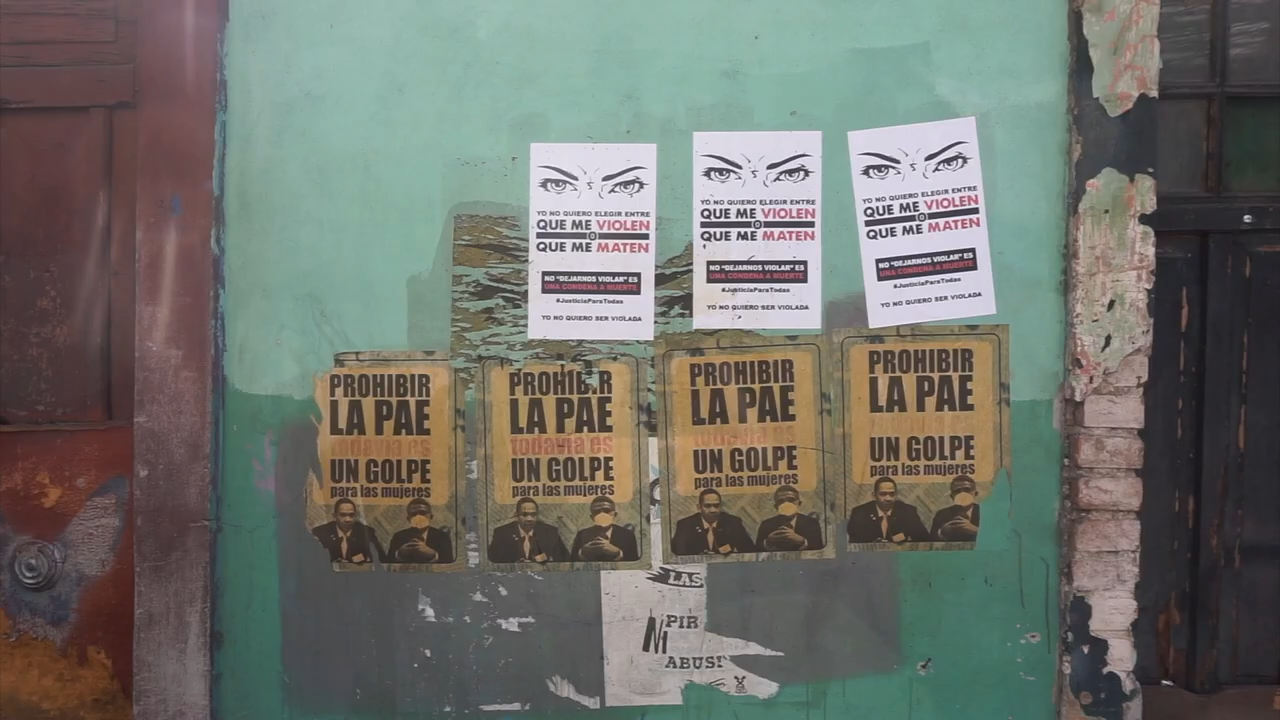 YO NO QUIERO ELEGIR ENTRE
QUE ME VIOLEN
O
QUE ME MATEN
NO "DEJARNOS VIOLAR" ES
UNA CONDENA A MUERTE
#JusticiaParaTodas
YO NO QUIERO SER VIOLADA
YO NO QUIERO ELEGIR ENTRE
QUE ME VIOLEN
O
QUE ME MATEN
NO "DEJARNOS VIOLAR" ES
UNA CONDENA A MUERTE
#JusticiaParaTodas
YO NO QUIERO SER VIOLADA
YO NO QUIERO ELEGIR ENTRE
QUE ME VIOLEN
O
QUE ME MATEN
NO "DEJARNOS VIOLAR" ES
UNA CONDENA A MUERTE
#JusticiaParaTodas
YO NO QUIERO SER VIOLADA
PROHIBIR
LA PAE
todavía es
UN GOLPE
para las mujeres
PROHIBIR
LA PAE
todavía es
UN GOLPE
para las mujeres
PROHIBIR
LA PAE
todavía es
UN GOLPE
para las mujeres
PROHIBIR
LA PAE
todavía es
UN GOLPE
para las mujeres
LAS
PIR
Ni
ABUS!